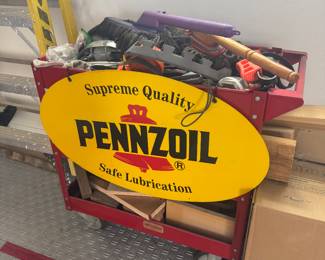 Supreme Quality
PENNZOIL
®
Safe Lubrication